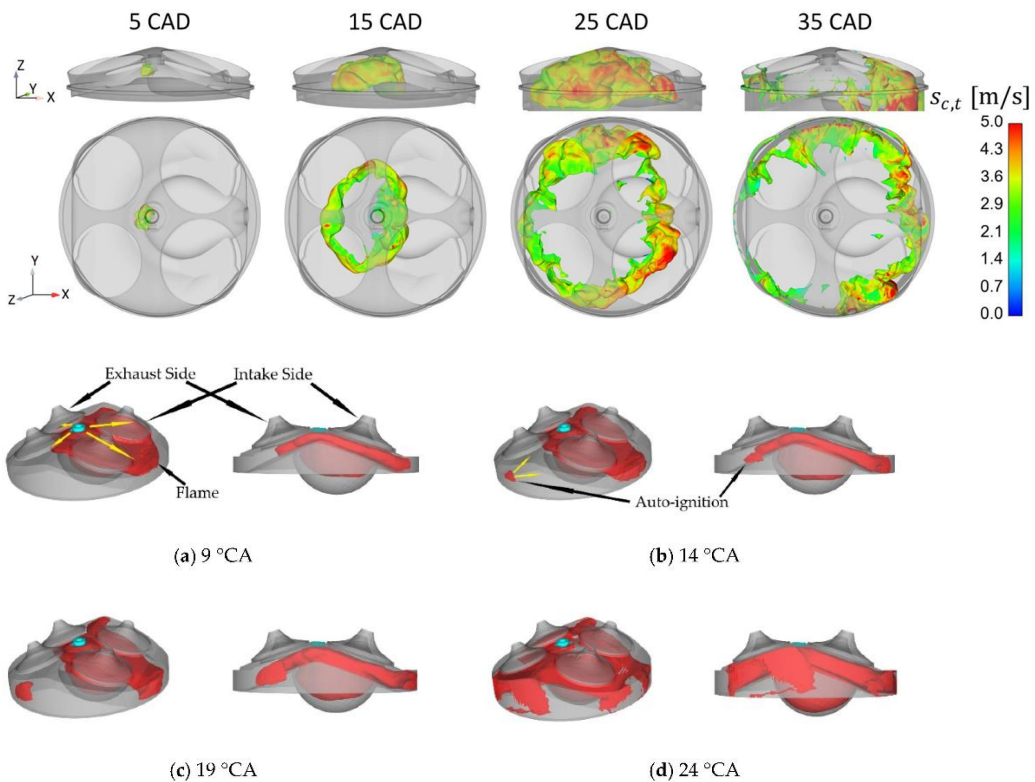 5 CAD 15 CAD 25 CAD 35 CAD
Z
Y
X
s_{c,t} [m/s]
5.0
4.3
3.6
2.9
2.1
1.4
0.7
0.0
Y
Z X
Exhaust Side Intake Side
Flame
Auto-ignition
(a) 9 °CA (b) 14 °CA
(c) 19 °CA (d) 24 °CA